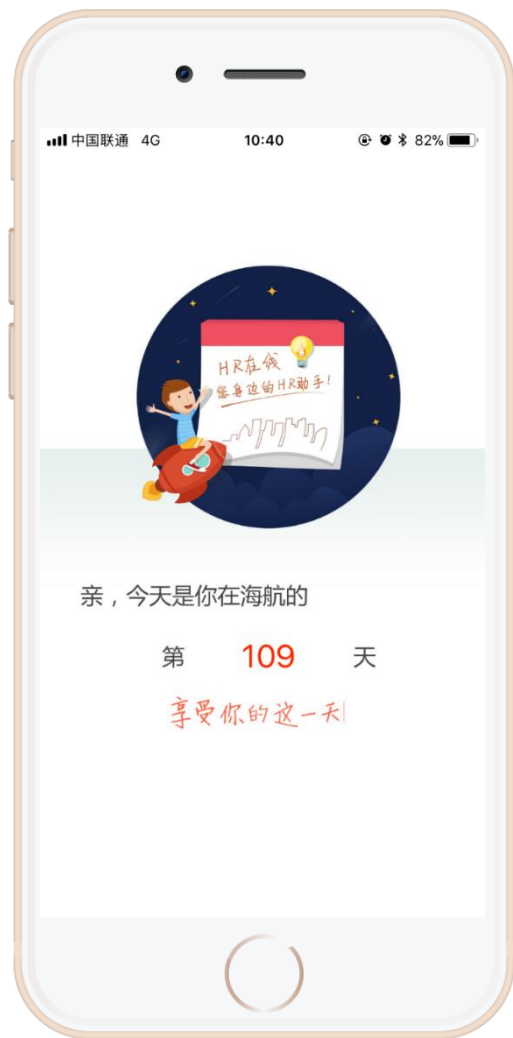 中国联通 4G 10:40 82%
HR在线
您身边的HR助手!
亲，今天是你在海航的
第 109 天
享受你的这一天